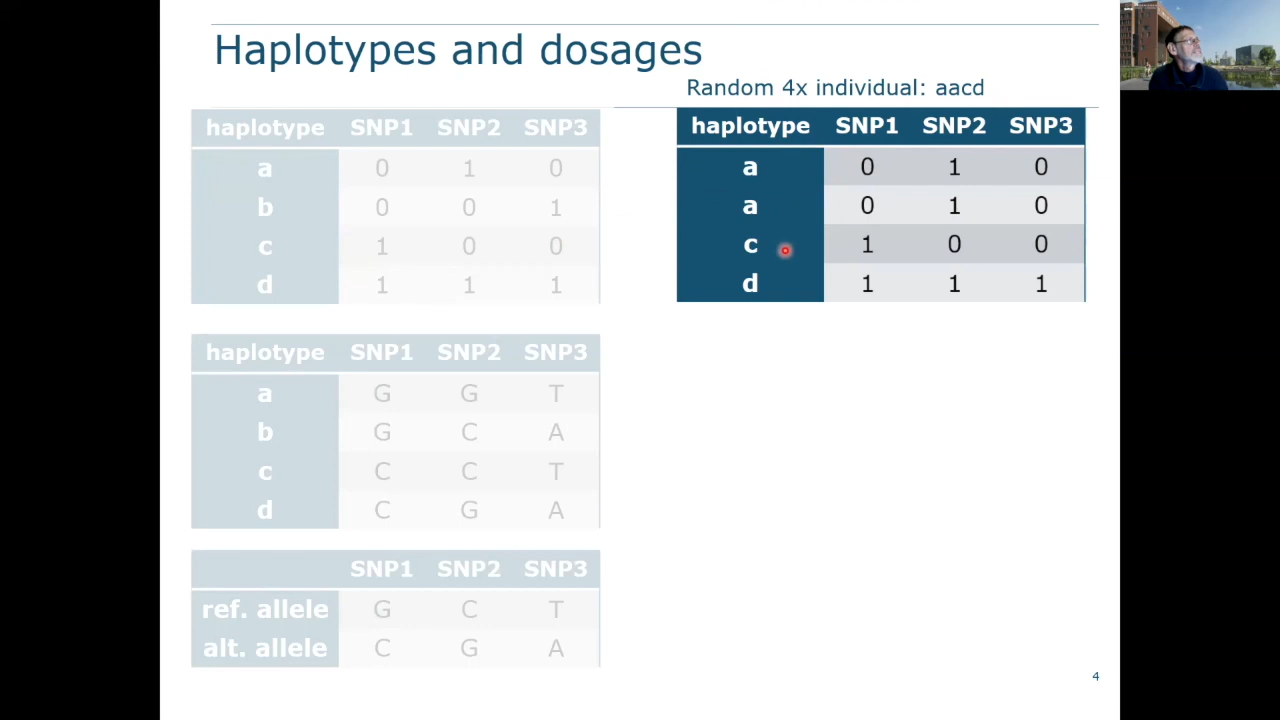 Haplotypes and dosages
Random 4x individual: aacd
haplotype SNP1 SNP2 SNP3
a 0 1 0
b 0 0 1
c 1 0 0
d 1 1 1
haplotype SNP1 SNP2 SNP3
a 0 1 0
a 0 1 0
c 1 0 0
d 1 1 1
haplotype SNP1 SNP2 SNP3
a G G T
b G C A
c C C T
d C G A
SNP1 SNP2 SNP3
ref. allele G C T
alt. allele C G A
4